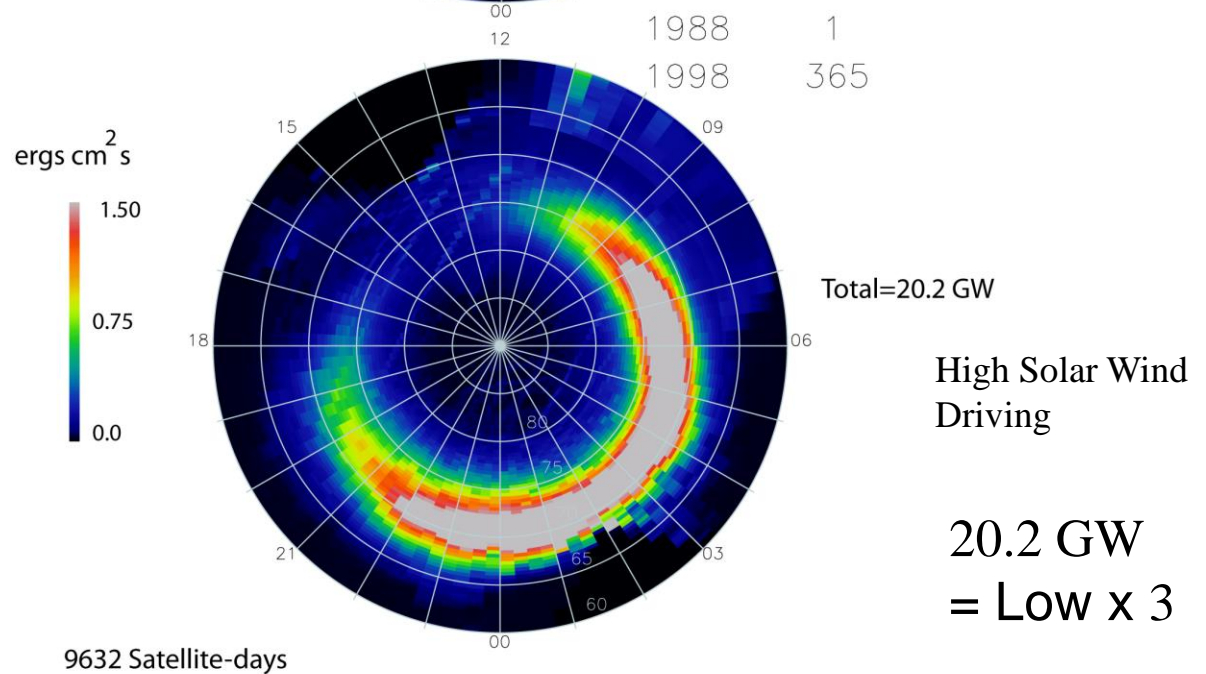 00
12
1988 1
1998 365
15
09
ergs cm² s
1.50
0.75
0.0
18
06
Total=20.2 GW
High Solar Wind
Driving
80
75
21
03
65
60
00
20.2 GW
= Low x 3
9632 Satellite-days